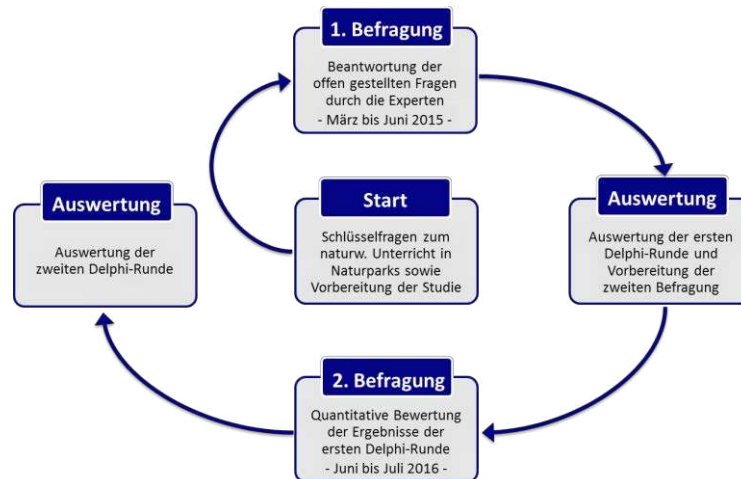 1. Befragung
Beantwortung der
offen gestellten Fragen
durch die Experten
- März bis Juni 2015 -
Auswertung
Auswertung der
zweiten Delphi-Runde
Start
Schlüsselfragen zum
naturw. Unterricht in
Naturparks sowie
Vorbereitung der Studie
Auswertung
Auswertung der ersten
Delphi-Runde und
Vorbereitung der
zweiten Befragung
2. Befragung
Quantitative Bewertung
der Ergebnisse der
ersten Delphi-Runde
- Juni bis Juli 2016 -